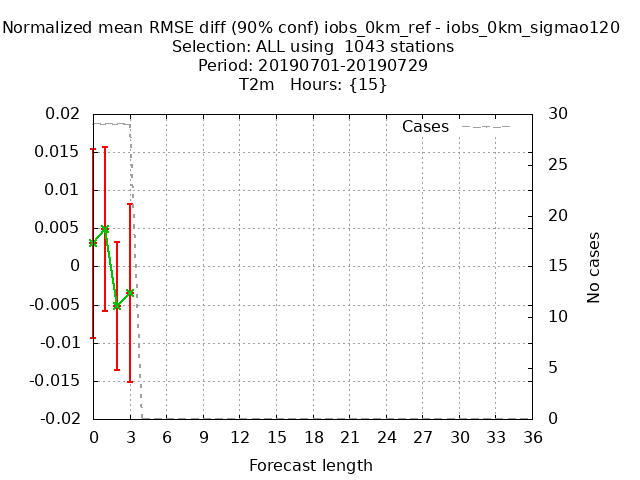 Normalized mean RMSE diff (90% conf) iobs_0km_ref - iobs_0km_sigmao120
Selection: ALL using  1043 stations
Period: 20190701-20190729
T2m   Hours: {15}
0.02
0.015
0.01
0.005
0
-0.005
-0.01
-0.015
-0.02
Cases
30
25
20
15
10
5
0
No cases
0 3 6 9 12 15 18 21 24 27 30 33 36
Forecast length